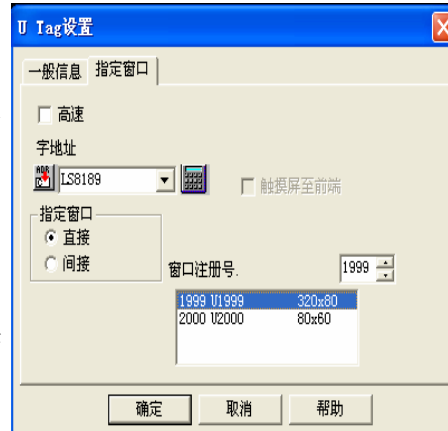 U Tag设置
一般信息 指定窗口
高速
字地址
LS8189
触摸屏至前端
指定窗口
直接
间接
窗口注册号. 1999
1999 U1999 320x80
2000 U2000 80x60
确定 取消 帮助